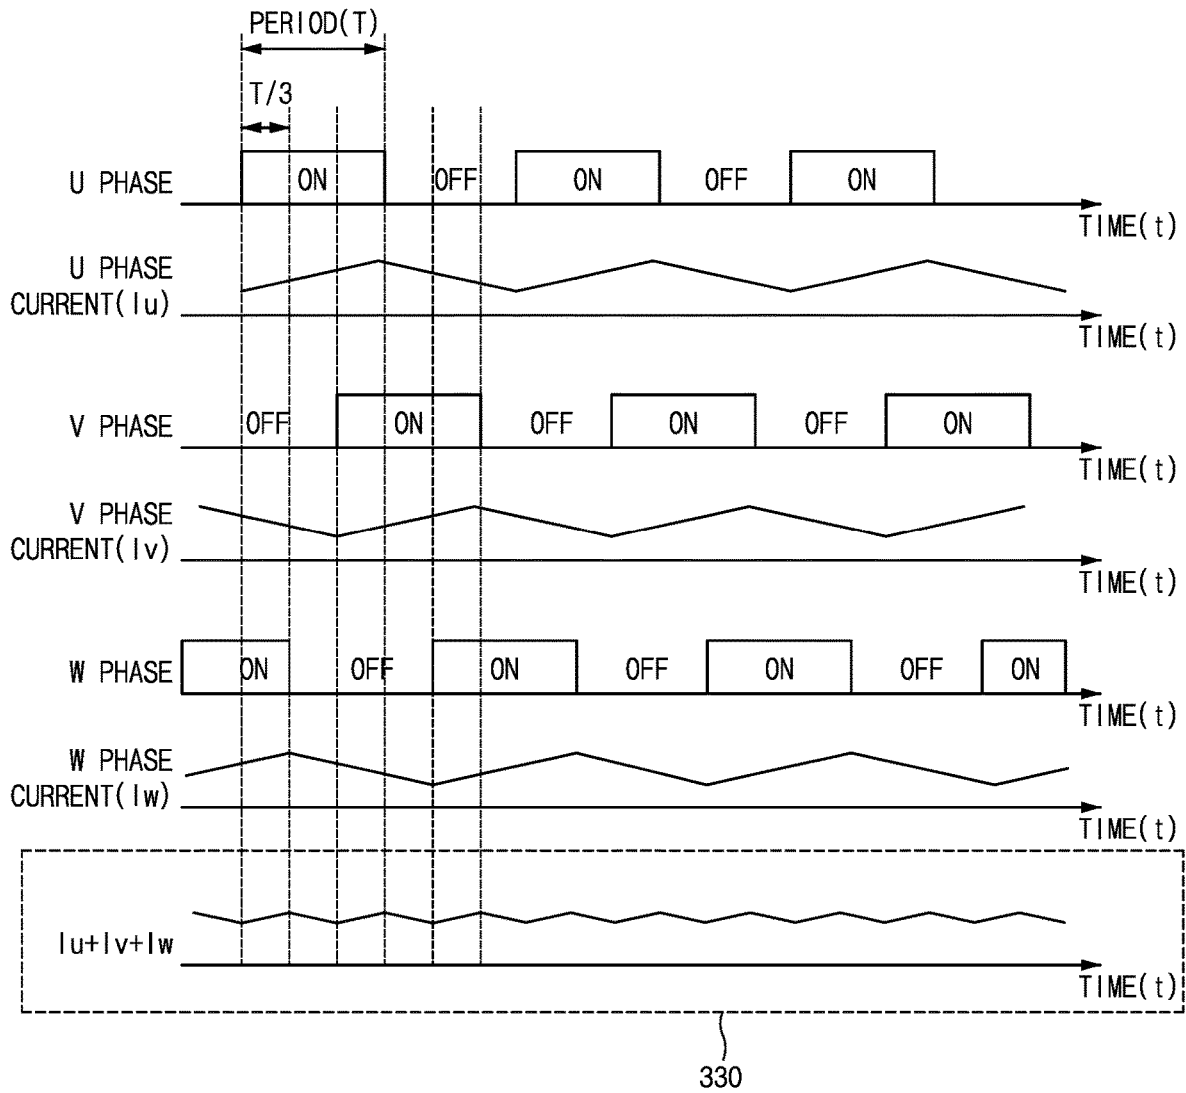 PERIOD(T)
T/3
U PHASE
ON
OFF
ON
OFF
ON
TIME(t)
U PHASE
CURRENT(Iu)
TIME(t)
V PHASE
OFF
ON
OFF
ON
OFF
ON
TIME(t)
V PHASE
CURRENT(Iv)
TIME(t)
W PHASE
ON
OFF
ON
OFF
ON
OFF
ON
TIME(t)
W PHASE
CURRENT(Iw)
TIME(t)
Iu+Iv+Iw
TIME(t)
330